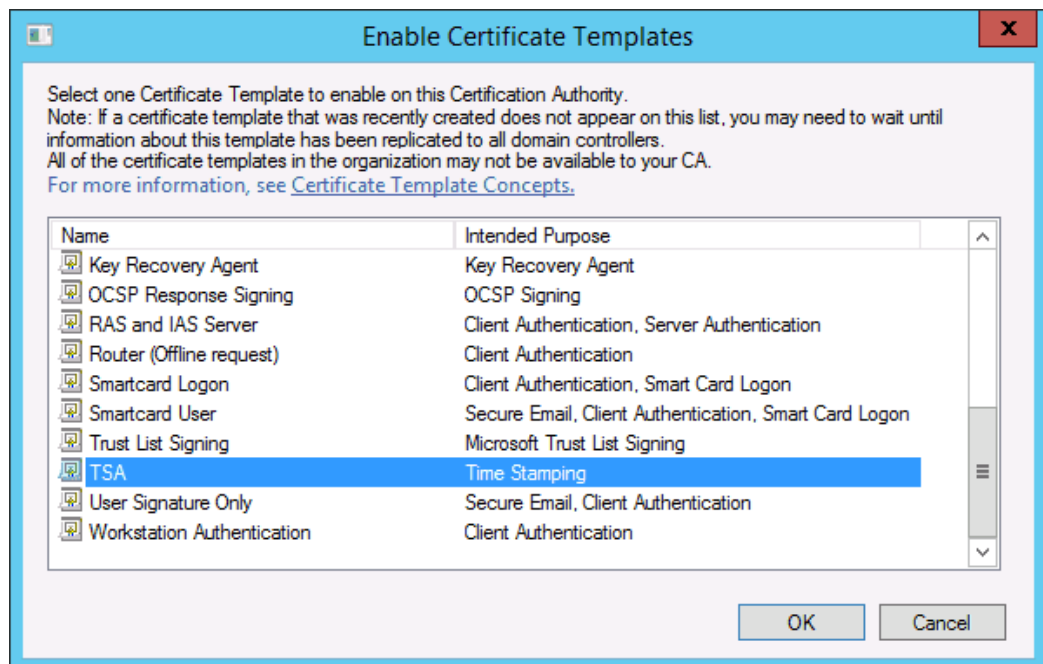 Enable Certificate Templates
x
Select one Certificate Template to enable on this Certification Authority.
Note: If a certificate template that was recently created does not appear on this list, you may need to wait until
information about this template has been replicated to all domain controllers.
All of the certificate templates in the organization may not be available to your CA.
For more information, see Certificate Template Concepts.
Name Intended Purpose
Key Recovery Agent Key Recovery Agent
OCSP Response Signing OCSP Signing
RAS and IAS Server Client Authentication, Server Authentication
Router (Offline request) Client Authentication
Smartcard Logon Client Authentication, Smart Card Logon
Smartcard User Secure Email, Client Authentication, Smart Card Logon
Trust List Signing Microsoft Trust List Signing
TSA Time Stamping
User Signature Only Secure Email, Client Authentication
Workstation Authentication Client Authentication
OK Cancel